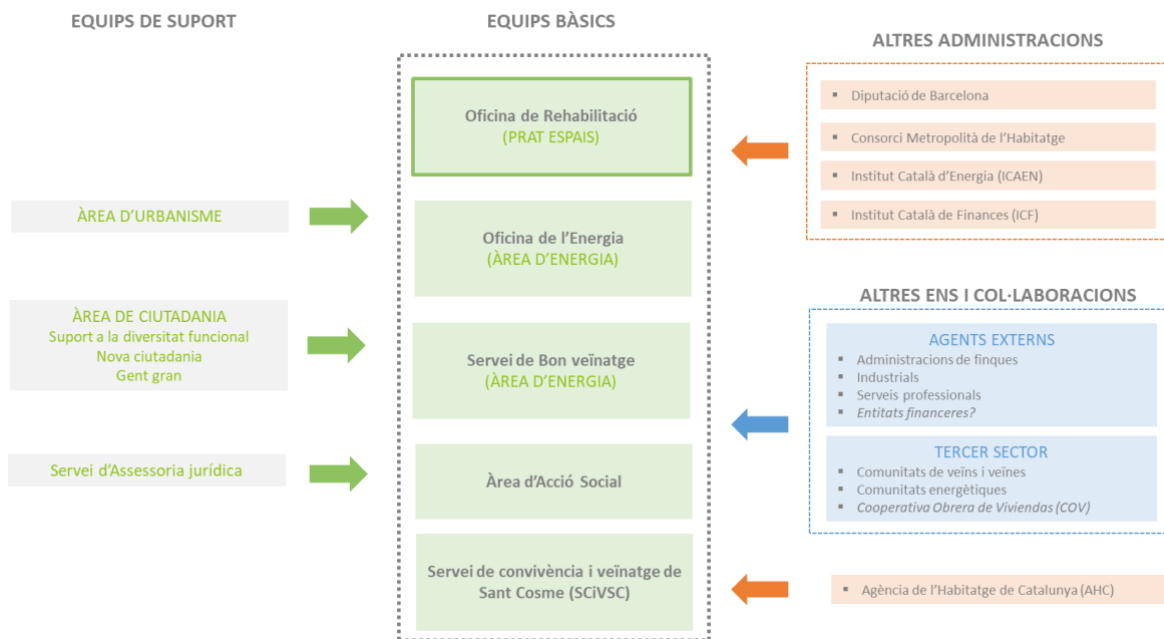 EQUIPS DE SUPORT
ÀREA D'URBANISME
ÀREA DE CIUTADANIA
Suport a la diversitat funcional
Nova ciutadania
Gent gran
Servei d'Assessoria jurídica
EQUIPS BÀSICS
Oficina de Rehabilitació
(PRAT ESPAIS)
Oficina de l'Energia
(ÀREA D'ENERGIA)
Servei de Bon veïnatge
(ÀREA D'ENERGIA)
Àrea d'Acció Social
Servei de convivència i veïnatge de
Sant Cosme (SCiVSC)
ALTRES ADMINISTRACIONS
▪ Diputació de Barcelona
▪ Consorci Metropolità de l'Habitatge
▪ Institut Català d'Energia (ICAEN)
▪ Institut Català de Finances (ICF)
ALTRES ENS I COL·LABORACIONS
AGENTS EXTERNS
▪ Administracions de finques
▪ Industrials
▪ Serveis professionals
▪ Entitats financeres?
TERCER SECTOR
▪ Comunitats de veïns i veïnes
▪ Comunitats energètiques
▪ Cooperativa Obrera de Viviendas (COV)
▪ Agència de l'Habitatge de Catalunya (AHC)